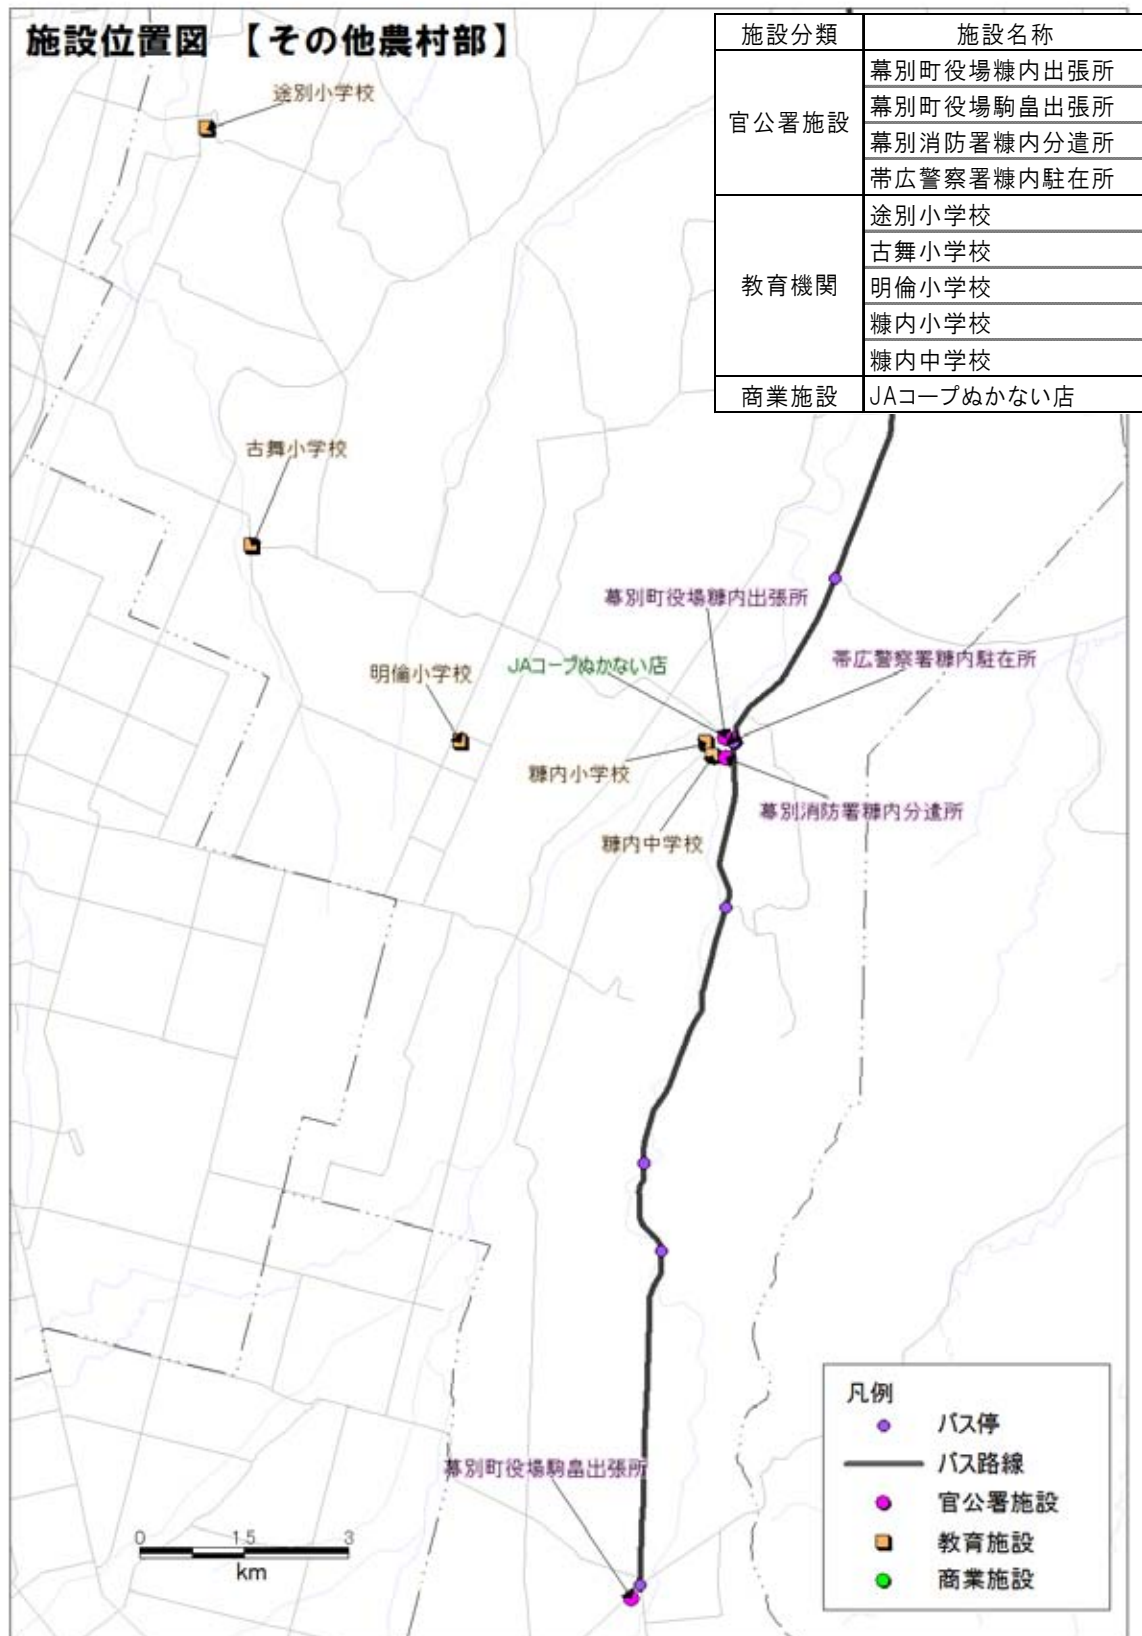 施設位置図 【その他農村部】
施設分類 施設名称
官公署施設
幕別町役場糠内出張所
幕別町役場駒畠出張所
幕別消防署糠内分遣所
帯広警察署糠内駐在所
教育機関
途別小学校
古舞小学校
明倫小学校
糠内小学校
糠内中学校
商業施設 JAコープぬかない店
途別小学校
古舞小学校
幕別町役場糠内出張所
JAコープぬかない店
帯広警察署糠内駐在所
明倫小学校
糠内小学校
幕別消防署糠内分遣所
糠内中学校
幕別町役場駒畠出張所
凡例
バス停
バス路線
官公署施設
教育施設
商業施設
0 1.5 3
km